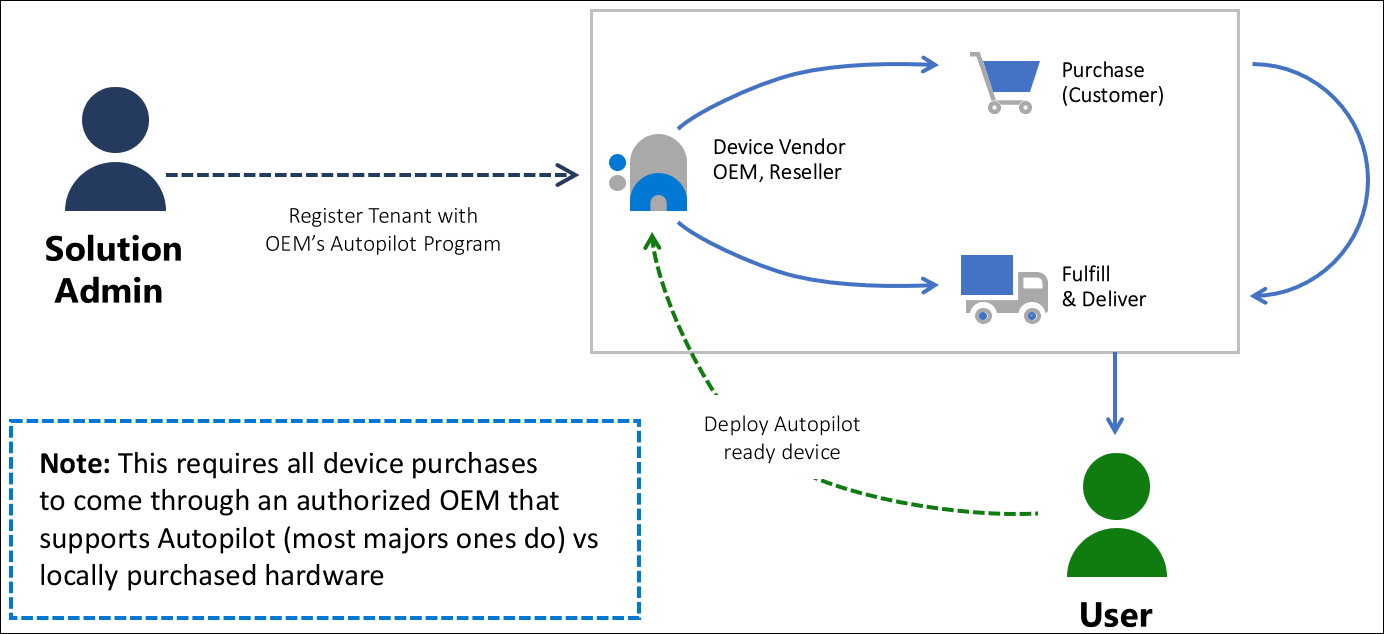 Solution
Admin
Register Tenant with
OEM's Autopilot Program
Device Vendor
OEM, Reseller
Purchase
(Customer)
Fulfill
& Deliver
Deploy Autopilot
ready device
Note: This requires all device purchases
to come through an authorized OEM that
supports Autopilot (most majors ones do) vs
locally purchased hardware
User